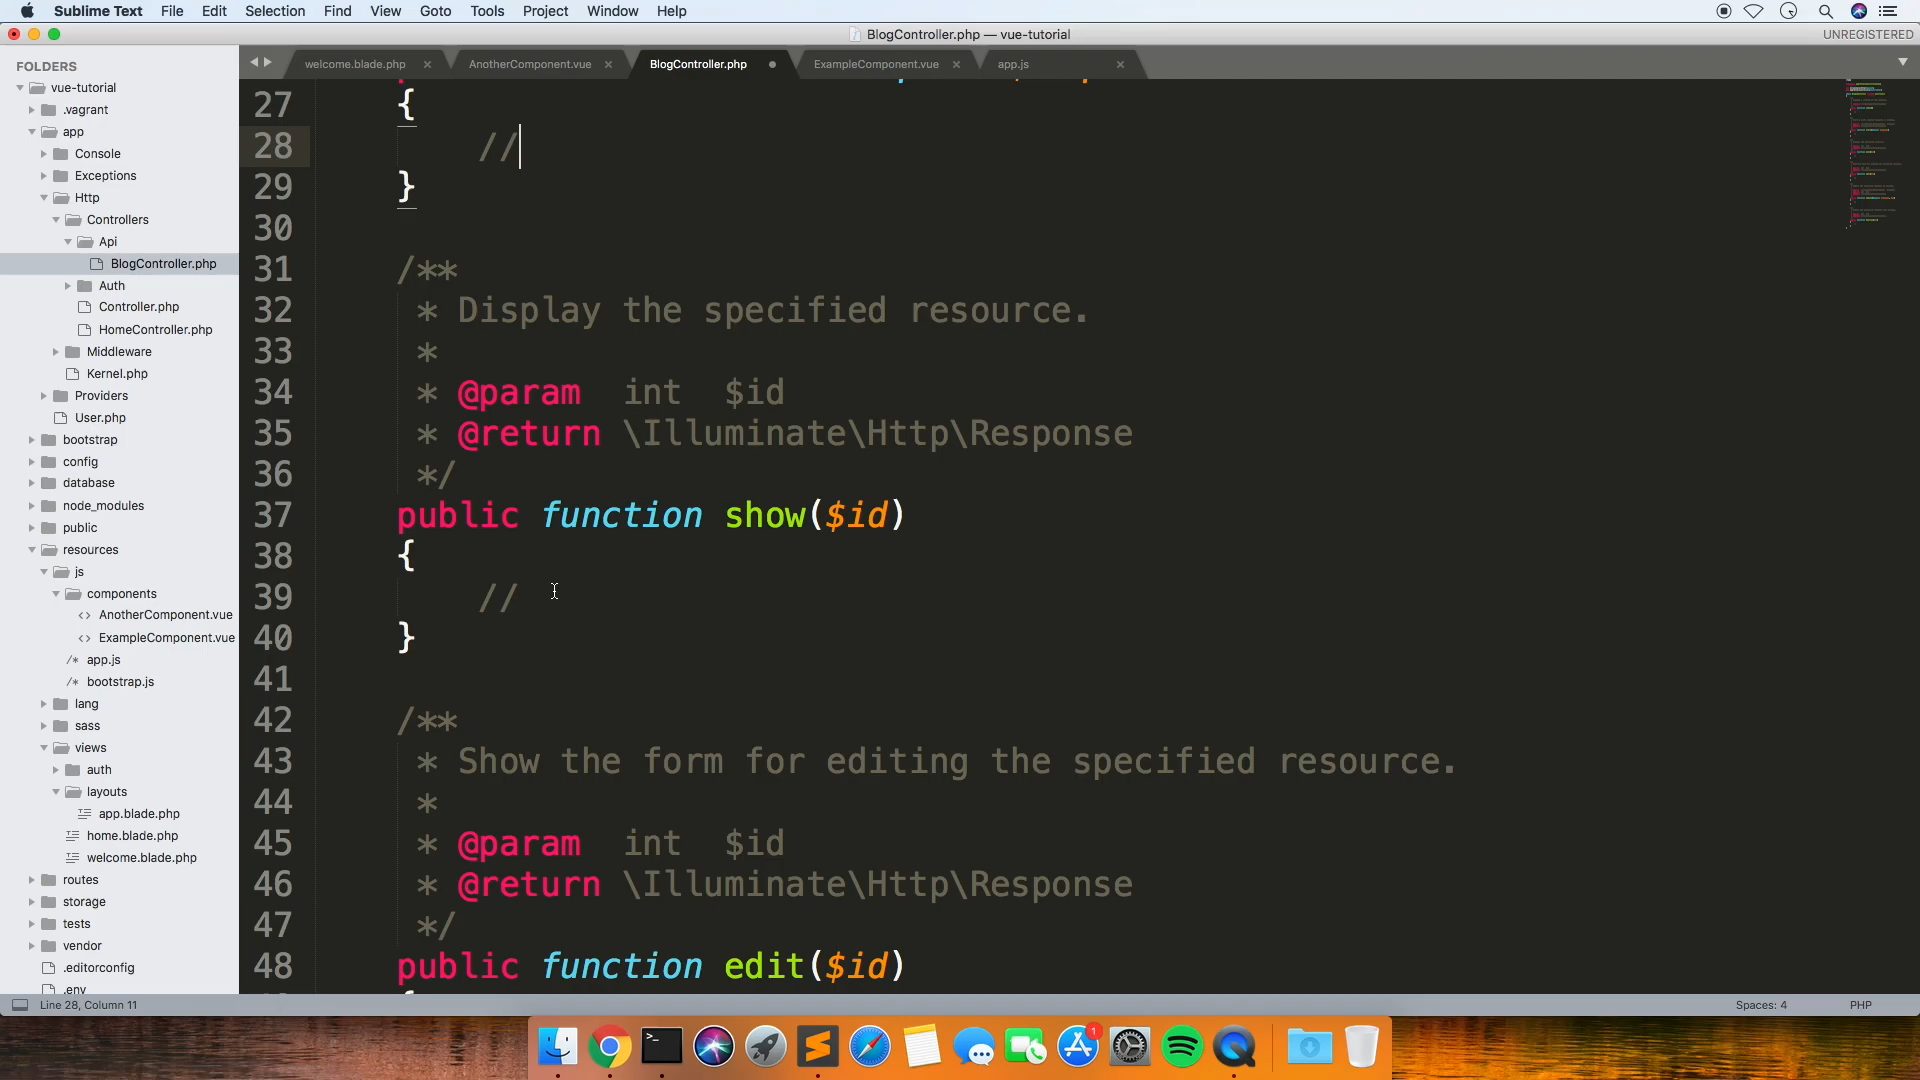 Sublime Text File Edit Selection Find View Goto Tools Project Window Help
BlogController.php — vue-tutorial
UNREGISTERED
FOLDERS
vue-tutorial
.vagrant
app
Console
Exceptions
Http
Controllers
Api
BlogController.php
Auth
Controller.php
HomeController.php
Middleware
Kernel.php
Providers
User.php
bootstrap
config
database
node_modules
public
resources
js
components
AnotherComponent.vue
ExampleComponent.vue
/* app.js
/* bootstrap.js
lang
sass
views
auth
layouts
app.blade.php
home.blade.php
welcome.blade.php
routes
storage
tests
vendor
.editorconfig
.env
welcome.blade.php AnotherComponent.vue BlogController.php ExampleComponent.vue app.js
27 {
28 //
29 }
30
31 /**
32 * Display the specified resource.
33 *
34 * @param int $id
35 * @return \Illuminate\Http\Response
36 */
37 public function show($id)
38 {
39 //
40 }
41
42 /**
43 * Show the form for editing the specified resource.
44 *
45 * @param int $id
46 * @return \Illuminate\Http\Response
47 */
48 public function edit($id)
Line 28, Column 11
Spaces: 4 PHP
1